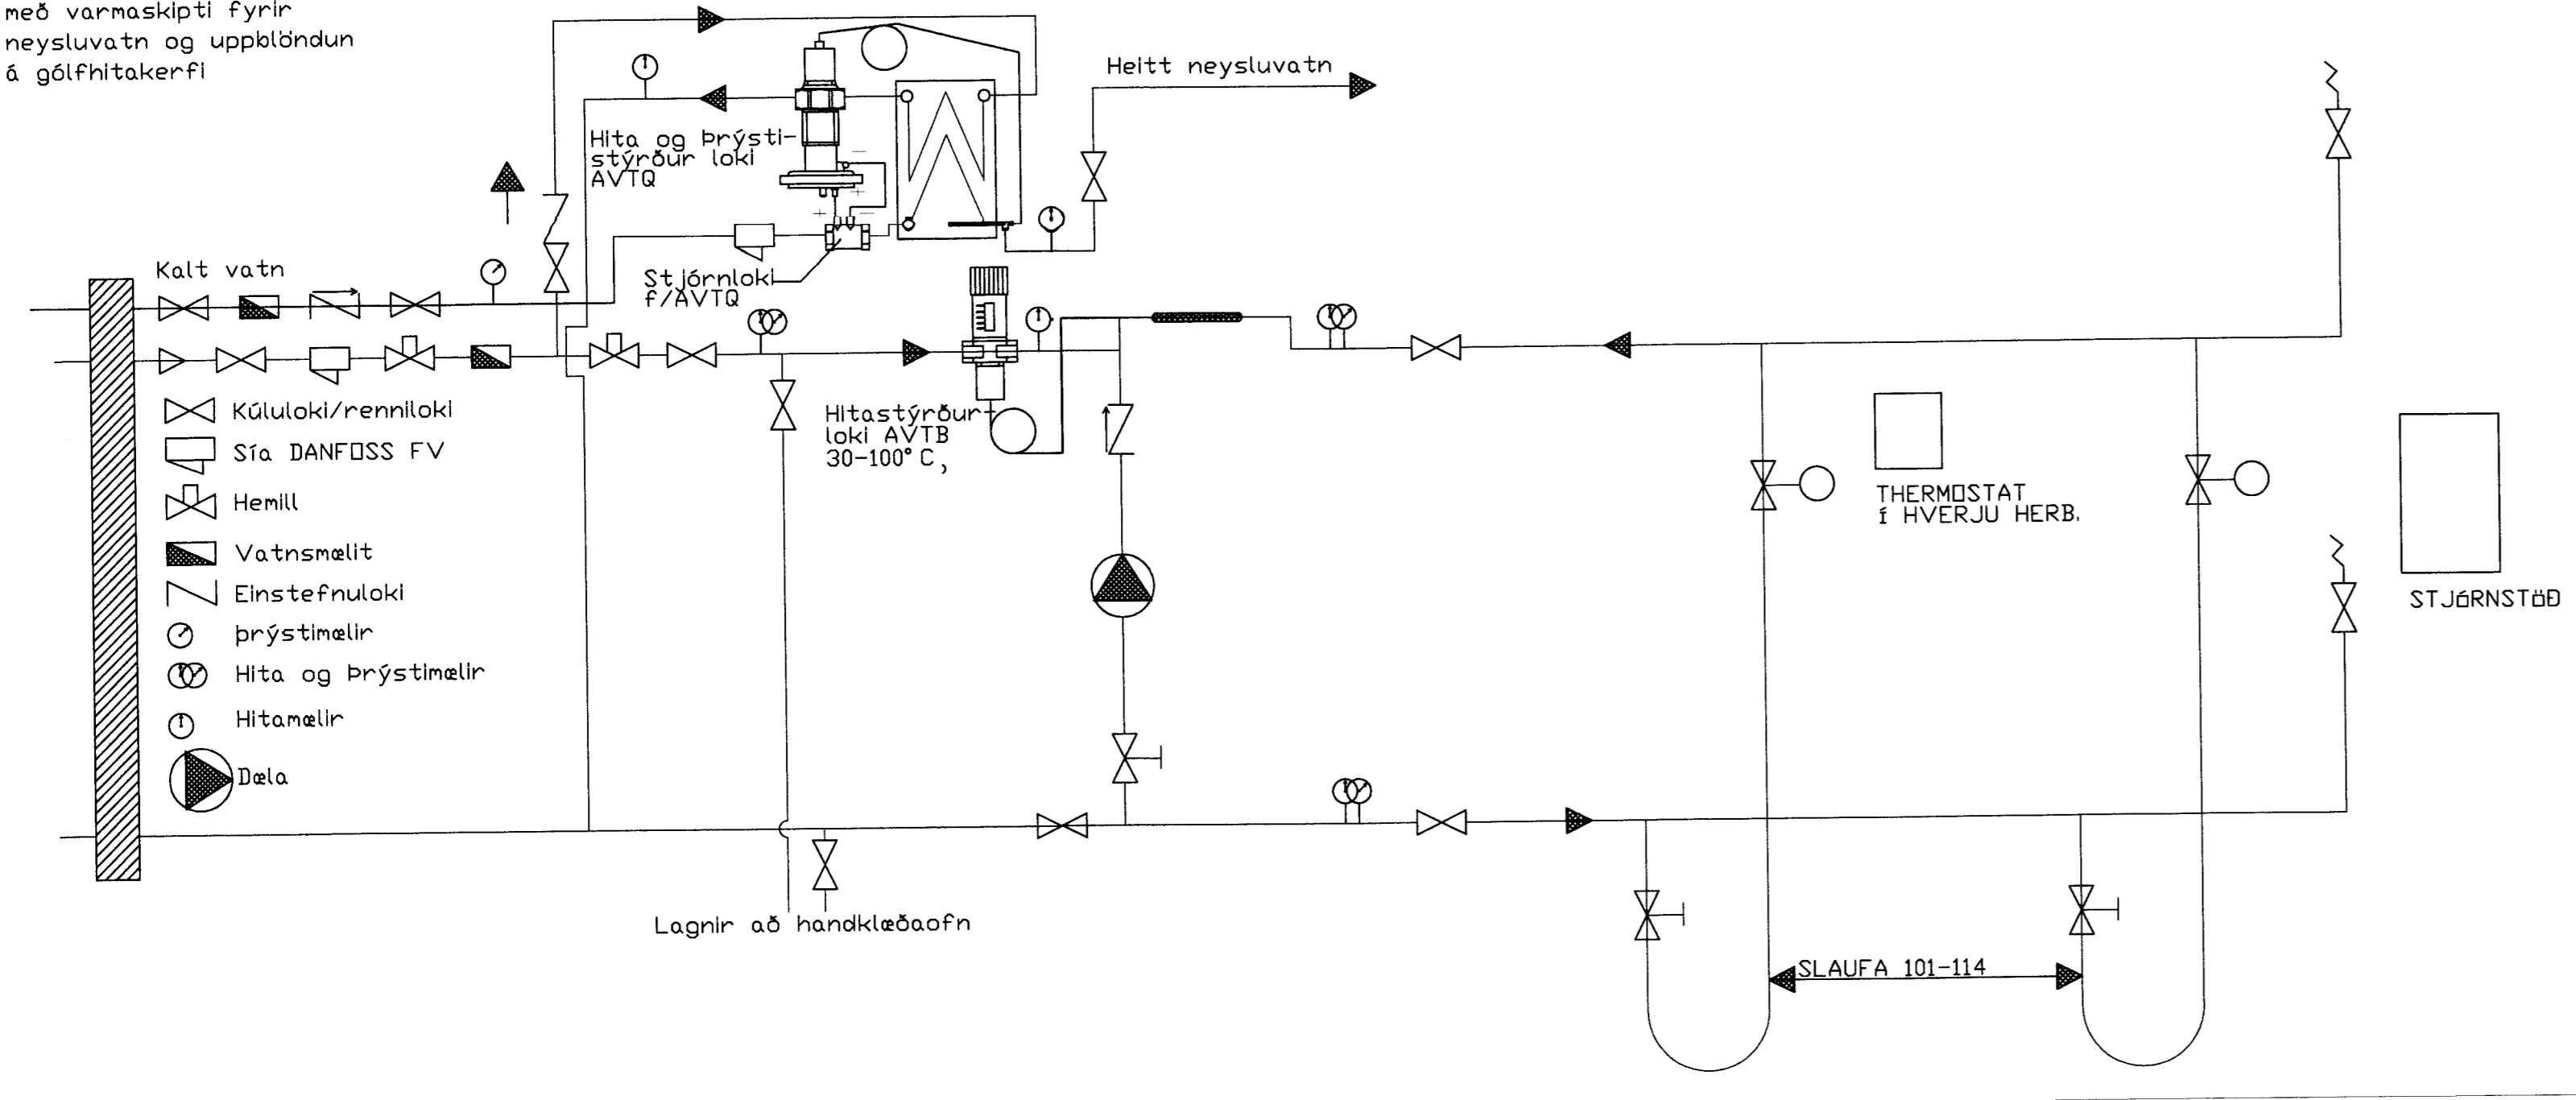 með varmaskipti fyrir
neysluvatn og uppblöndun
á gólfhitakerfi
Heitt neysluvatn
Hita og Þrýsti-
stýrður loki
AVTQ
Kalt vatn
Stjórnloki
f/AVTQ
Kúluloki/renniloki
Sía DANFOSS FV
Hemill
Vatnsmælit
Einstefnuloki
þrýstimælir
Hita og Þrýstimælir
Hitamælir
Dæla
Hitastýrður
loki AVTB
30-100° C,
THERMOSTAT
Í HVERJU HERB.
STJÓRNSTÖÐ
Lagnir að handklæðaofn
SLAUFA 101-114